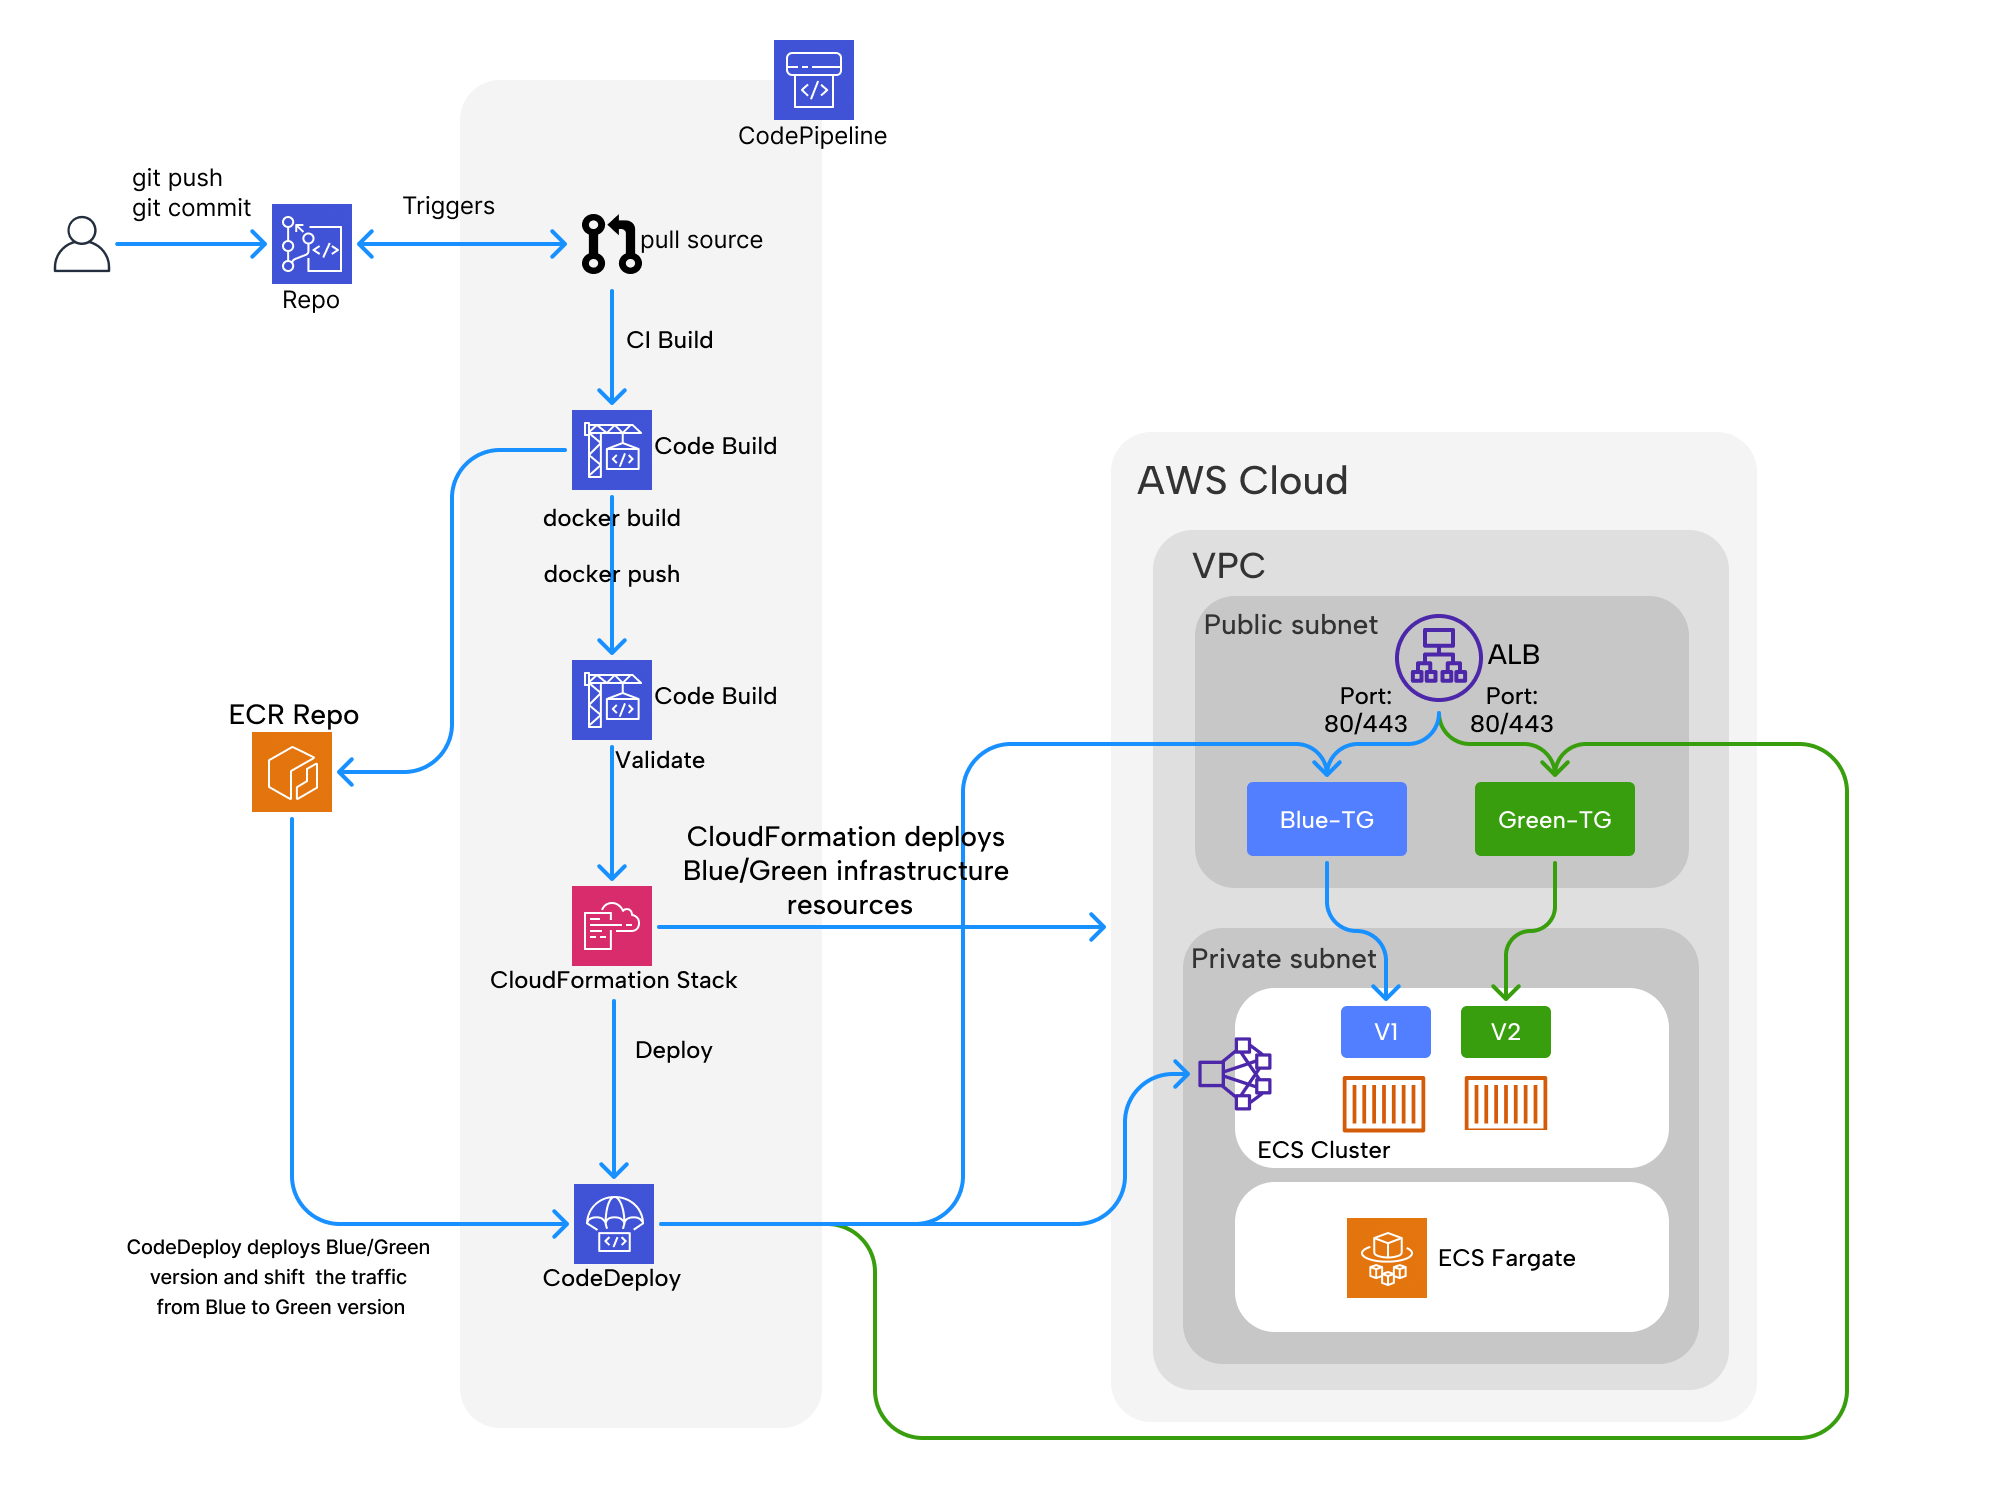 CodePipeline
git push
git commit
Triggers
pull source
Repo
CI Build
Code Build
docker build
docker push
Code Build
Validate
ECR Repo
CloudFormation deploys
Blue/Green infrastructure
resources
CloudFormation Stack
Deploy
CodeDeploy deploys Blue/Green
version and shift  the traffic
from Blue to Green version
CodeDeploy
AWS Cloud
VPC
Public subnet
ALB
Port:
80/443
Port:
80/443
Blue-TG
Green-TG
Private subnet
V1
V2
ECS Cluster
ECS Fargate